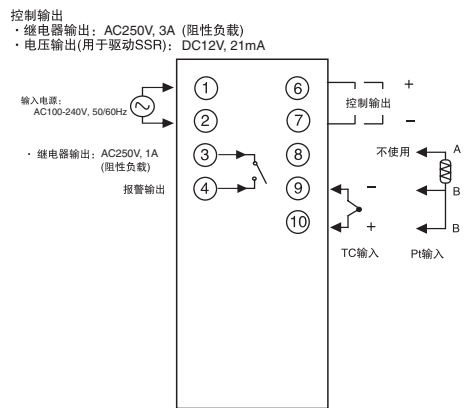 控制输出
・继电器输出：AC250V, 3A (阻性负载)
・电压输出(用于驱动SSR)：DC12V, 21mA
输入电源：
AC100-240V, 50/60Hz
1
2
・ 继电器输出：AC250V, 1A
(阻性负载)
3
4
报警输出
6
7
8
9
10
+
控制输出
−
不使用
A
−
B
+
B
TC输入
Pt输入